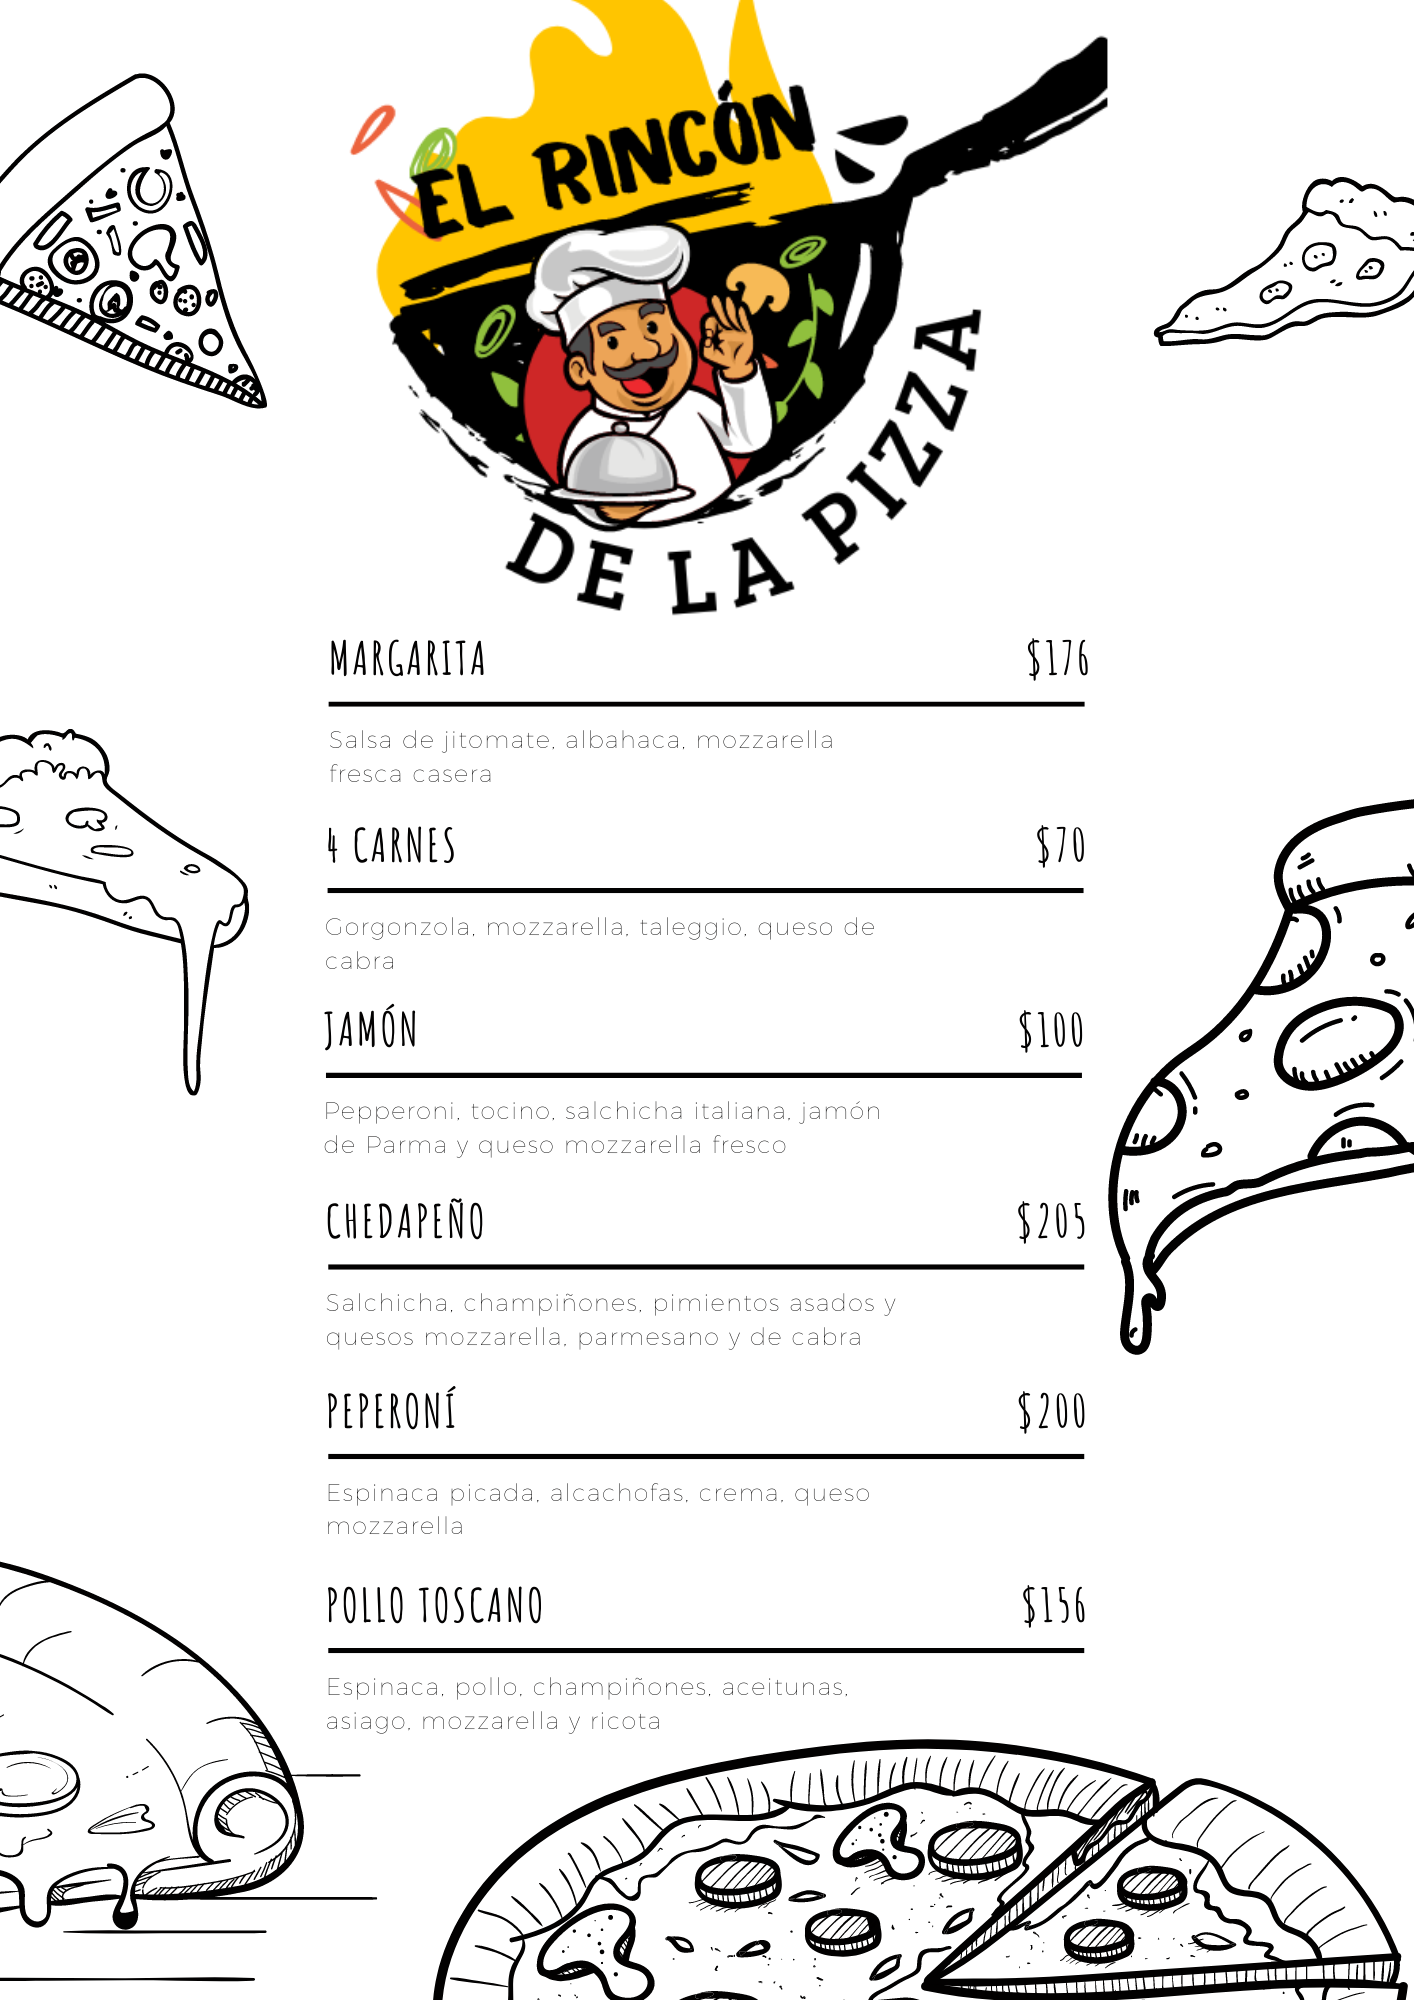 EL RINCÓN
DE LA PIZZA
MARGARITA $176
Salsa de jitomate, albahaca, mozzarella
fresca casera
4 CARNES $70
Gorgonzola, mozzarella, taleggio, queso de
cabra
JAMÓN $100
Pepperoni, tocino, salchicha italiana, jamón
de Parma y queso mozzarella fresco
CHEDAPEÑO $205
Salchicha, champiñones, pimientos asados y
quesos mozzarella, parmesano y de cabra
PEPERONÍ $200
Espinaca picada, alcachofas, crema, queso
mozzarella
POLLO TOSCANO $156
Espinaca, pollo, champiñones, aceitunas,
asiago, mozzarella y ricota